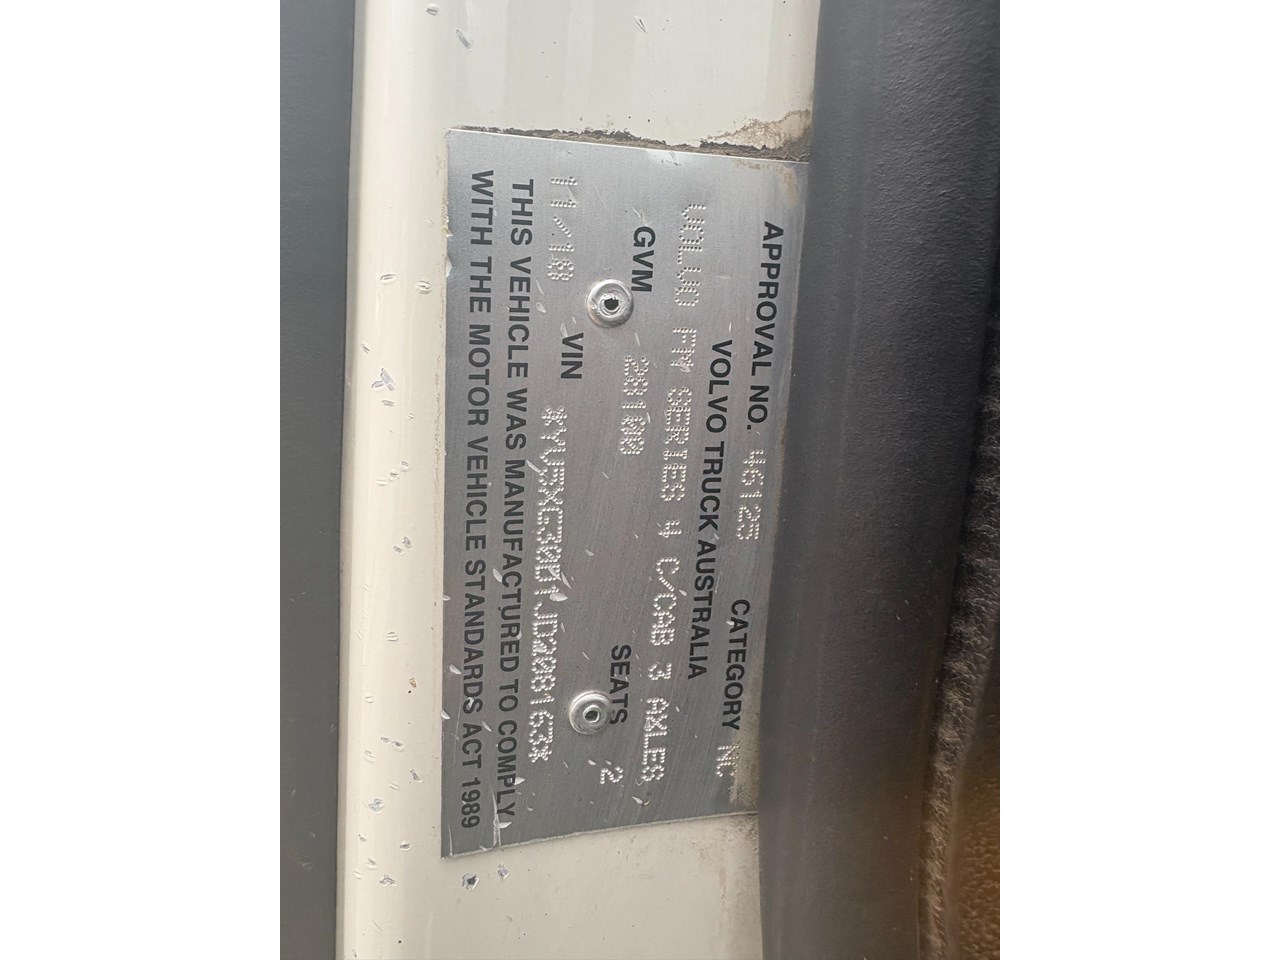 APPROVAL NO. 46125 CATEGORY NC
VOLVO TRUCK AUSTRALIA
VOLVO FM SERIES 4 C/CAB 3 AXLES
GVM 28100 SEATS 2
11/18 VIN *YV5XG30D1JD208163*
THIS VEHICLE WAS MANUFACTURED TO COMPLY
WITH THE MOTOR VEHICLE STANDARDS ACT 1989